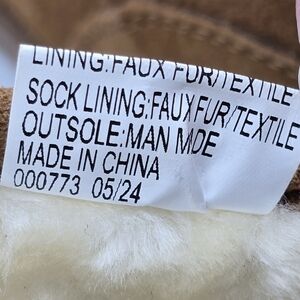 LINING:FAUX FUR/TEXTILE
SOCK LINING:FAUX FUR/TEXTILE
OUTSOLE:MAN MDE
MADE IN CHINA
000773 05/24